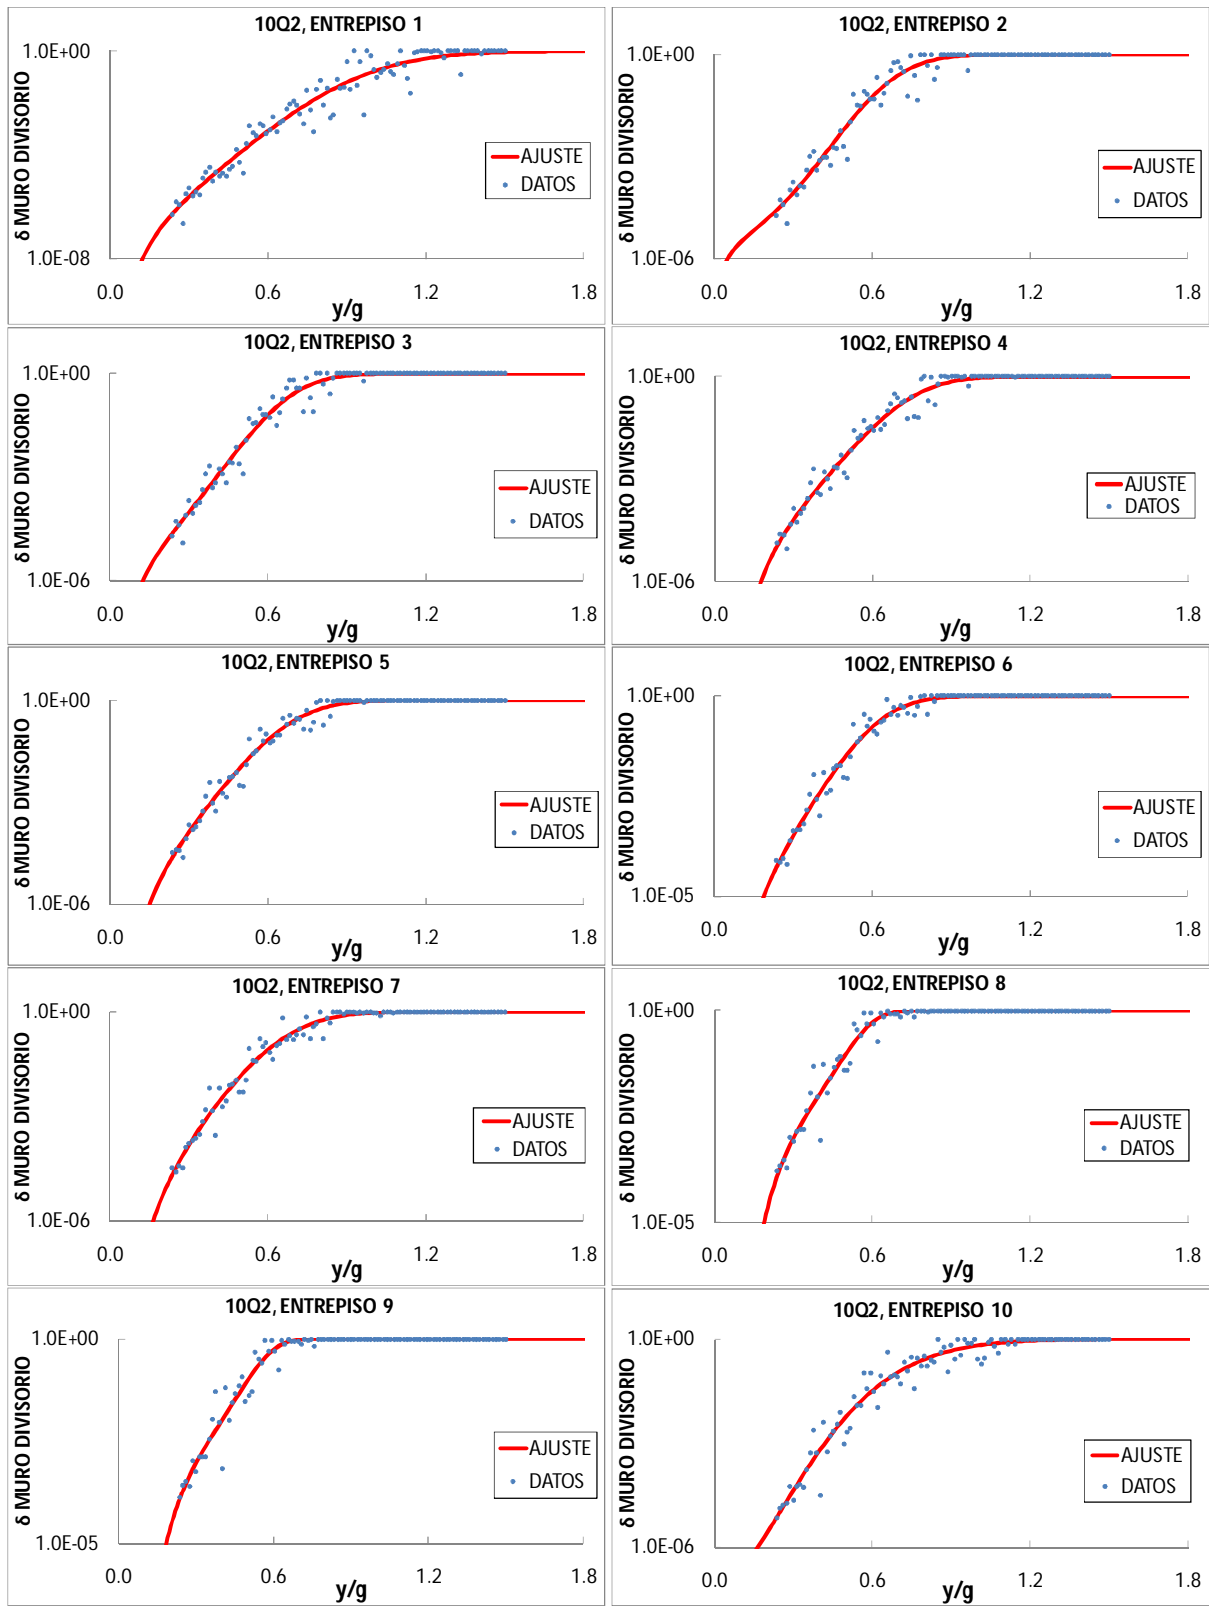 10Q2, ENTREPISO 1
1.0E+00
δ MURO DIVISORIO
AJUSTE
DATOS
1.0E-08
0.0 0.6 1.2 1.8
y/g
10Q2, ENTREPISO 2
1.0E+00
δ MURO DIVISORIO
AJUSTE
DATOS
1.0E-06
0.0 0.6 1.2 1.8
y/g
10Q2, ENTREPISO 3
1.0E+00
δ MURO DIVISORIO
AJUSTE
DATOS
1.0E-06
0.0 0.6 1.2 1.8
y/g
10Q2, ENTREPISO 4
1.0E+00
δ MURO DIVISORIO
AJUSTE
DATOS
1.0E-06
0.0 0.6 1.2 1.8
y/g
10Q2, ENTREPISO 5
1.0E+00
δ MURO DIVISORIO
AJUSTE
DATOS
1.0E-06
0.0 0.6 1.2 1.8
y/g
10Q2, ENTREPISO 6
1.0E+00
δ MURO DIVISORIO
AJUSTE
DATOS
1.0E-05
0.0 0.6 1.2 1.8
y/g
10Q2, ENTREPISO 7
1.0E+00
δ MURO DIVISORIO
AJUSTE
DATOS
1.0E-06
0.0 0.6 1.2 1.8
y/g
10Q2, ENTREPISO 8
1.0E+00
δ MURO DIVISORIO
AJUSTE
DATOS
1.0E-05
0.0 0.6 1.2 1.8
y/g
10Q2, ENTREPISO 9
1.0E+00
δ MURO DIVISORIO
AJUSTE
DATOS
1.0E-05
0.0 0.6 1.2 1.8
y/g
10Q2, ENTREPISO 10
1.0E+00
δ MURO DIVISORIO
AJUSTE
DATOS
1.0E-06
0.0 0.6 1.2 1.8
y/g